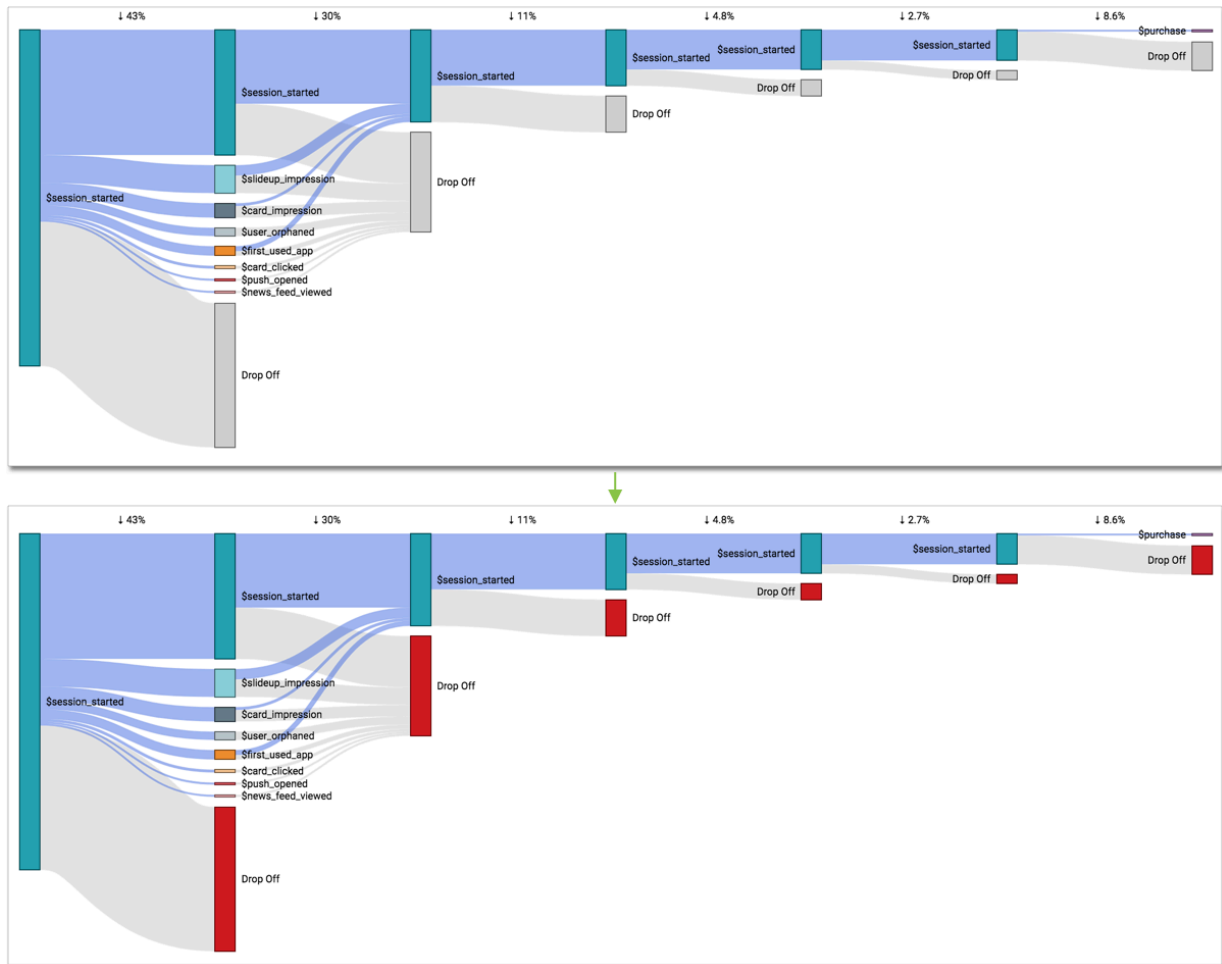 ↓ 43% ↓ 30% ↓ 11% ↓ 4.8% ↓ 2.7% ↓ 8.6%
$purchase
$session_started
$session_started
Drop Off
$session_started
$session_started
Drop Off
Drop Off
$session_started
Drop Off
$slideup_impression
Drop Off
$session_started
$card_impression
$user_orphaned
$first_used_app
$card_clicked
$push_opened
$news_feed_viewed
Drop Off
↓ 43% ↓ 30% ↓ 11% ↓ 4.8% ↓ 2.7% ↓ 8.6%
$purchase
$session_started
$session_started
Drop Off
$session_started
$session_started
Drop Off
Drop Off
$session_started
Drop Off
$slideup_impression
Drop Off
$session_started
$card_impression
$user_orphaned
$first_used_app
$card_clicked
$push_opened
$news_feed_viewed
Drop Off